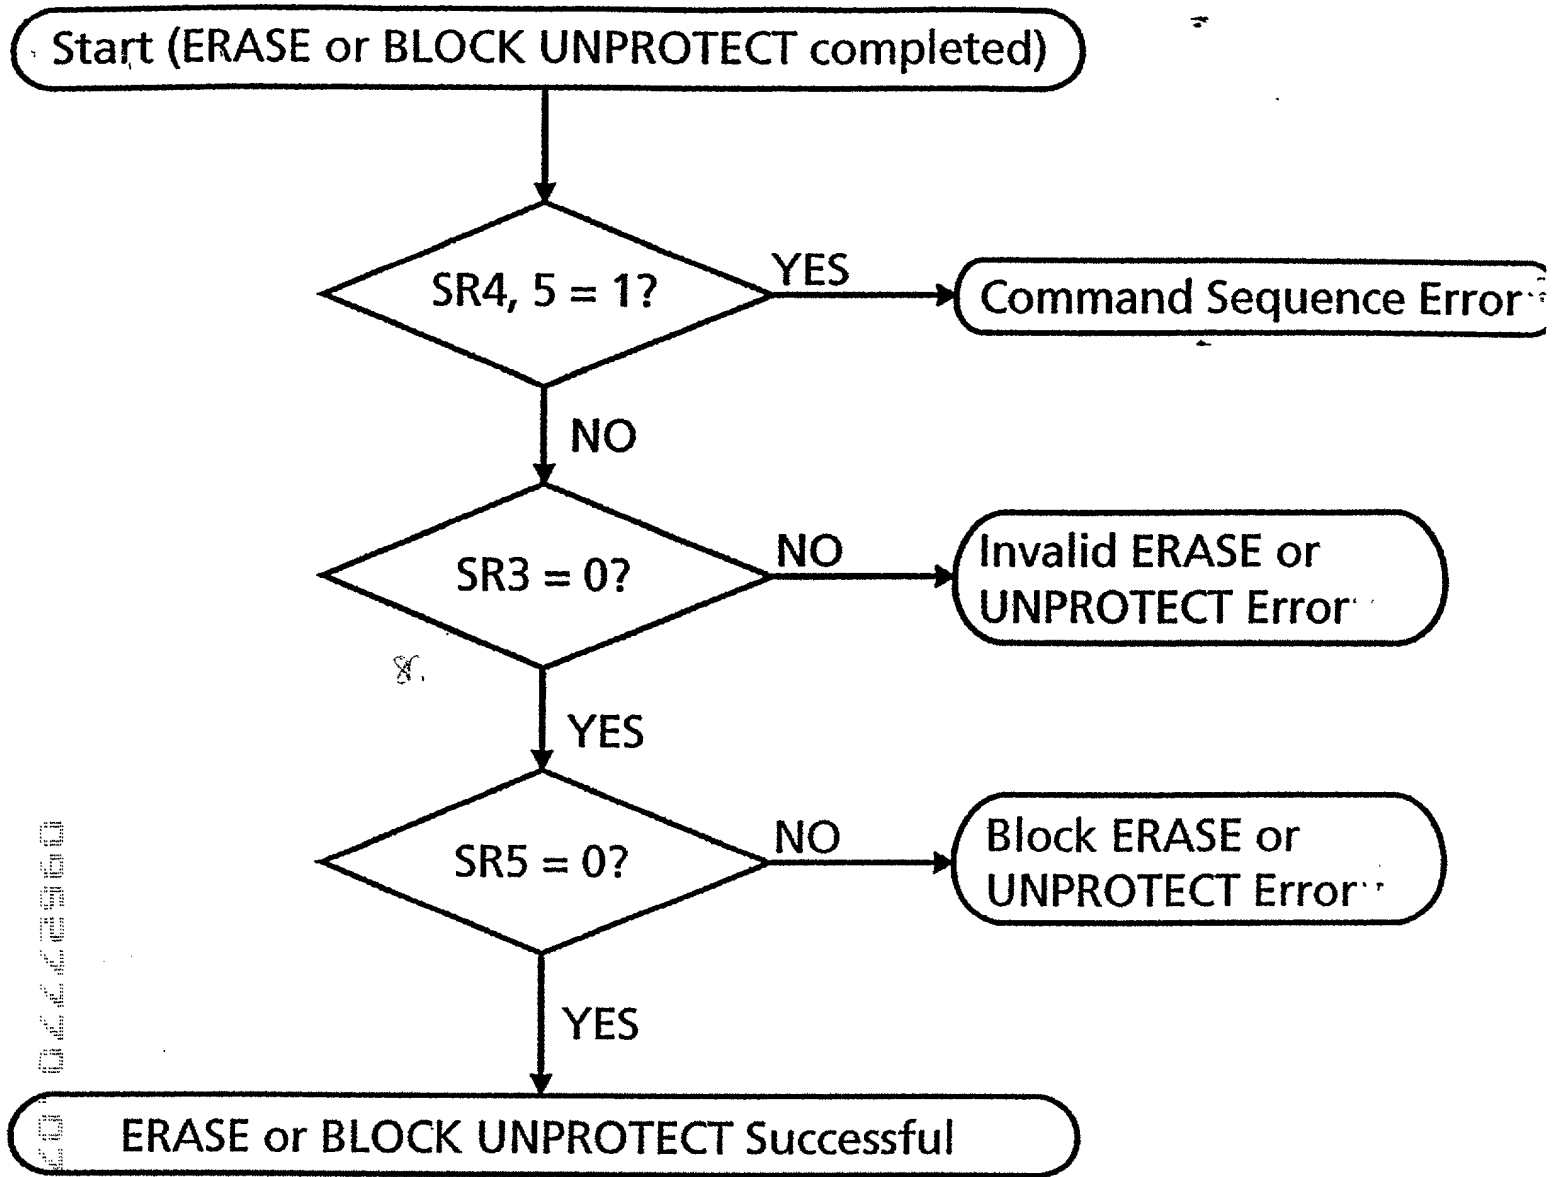 Start (ERASE or BLOCK UNPROTECT completed)
SR4, 5 = 1?
YES
Command Sequence Error
NO
SR3 = 0?
NO
Invalid ERASE or
UNPROTECT Error
YES
SR5 = 0?
NO
Block ERASE or
UNPROTECT Error
YES
ERASE or BLOCK UNPROTECT Successful